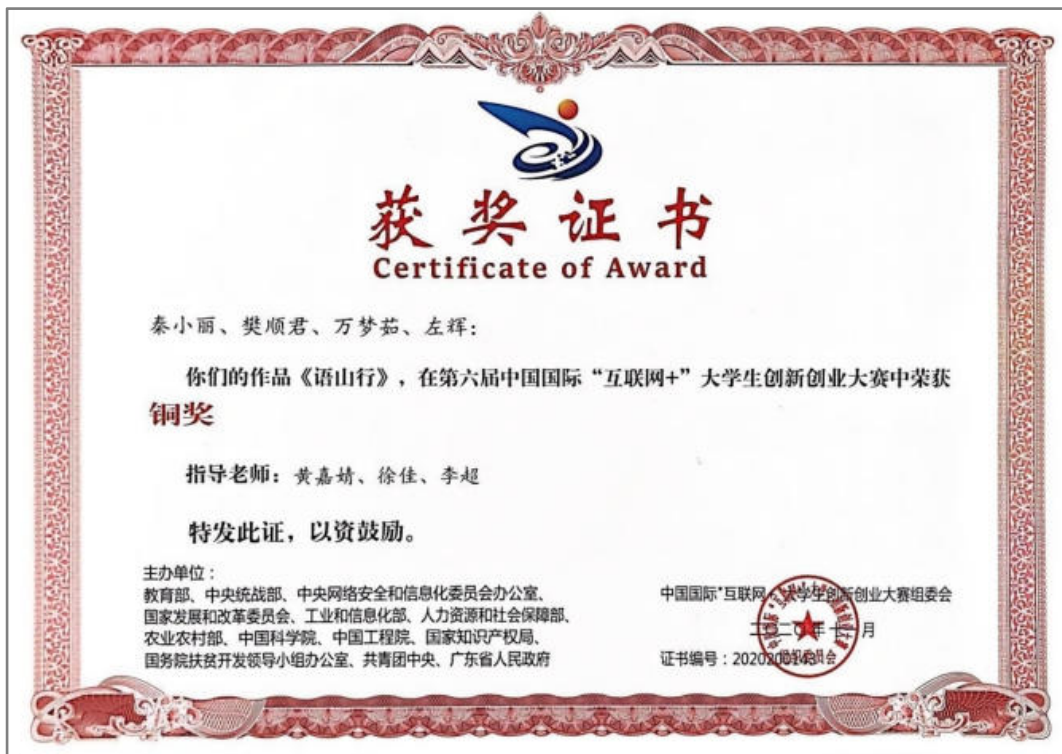 获奖证书
Certificate of Award
秦小丽、樊顺君、万梦茹、左辉：
你们的作品《语山行》，在第六届中国国际“互联网+”大学生创新创业大赛中荣获
铜奖
指导老师：黄嘉婧、徐佳、李超
特发此证，以资鼓励。
主办单位：
教育部、中央统战部、中央网络安全和信息化委员会办公室、
国家发展和改革委员会、工业和信息化部、人力资源和社会保障部、
农业农村部、中国科学院、中国工程院、国家知识产权局、
国务院扶贫开发领导小组办公室、共青团中央、广东省人民政府
中国国际“互联网+”大学生创新创业大赛组委会
二〇二〇年十 月
证书编号：2020200143